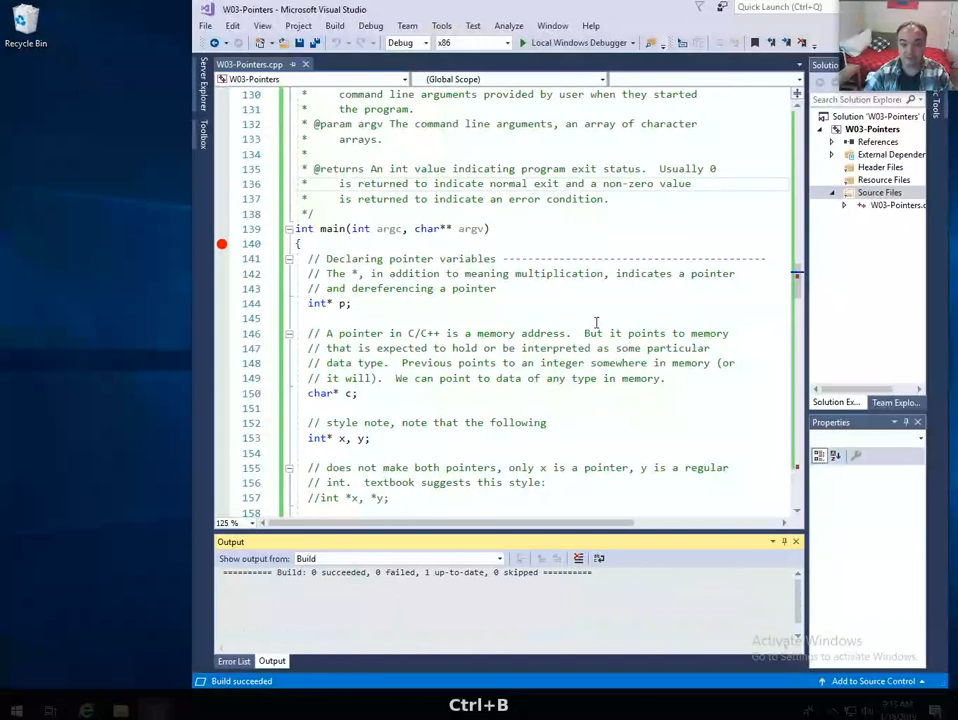 Recycle Bin
W03-Pointers - Microsoft Visual Studio
Quick Launch (Ctrl+Q)
File Edit View Project Build Debug Team Tools Test Analyze Window Help
Debug x86 Local Windows Debugger
Server Explorer
Toolbox
W03-Pointers.cpp
W03-Pointers (Global Scope)
130 * command line arguments provided by user when they started
131 * the program.
132 * @param argv The command line arguments, an array of character
133 * arrays.
134 *
135 * @returns An int value indicating program exit status. Usually 0
136 * is returned to indicate normal exit and a non-zero value
137 * is returned to indicate an error condition.
138 */
139 int main(int argc, char** argv)
140 {
141 // Declaring pointer variables -----------------------------------------
142 // The *, in addition to meaning multiplication, indicates a pointer
143 // and dereferencing a pointer
144 int* p;
145
146 // A pointer in C/C++ is a memory address. But it points to memory
147 // that is expected to hold or be interpreted as some particular
148 // data type. Previous points to an integer somewhere in memory (or
149 // it will). We can point to data of any type in memory.
150 char* c;
151
152 // style note, note that the following
153 int* x, y;
154
155 // does not make both pointers, only x is a pointer, y is a regular
156 // int. textbook suggests this style:
157 //int *x, *y;
158
125 %
Output
Show output from: Build
========== Build: 0 succeeded, 0 failed, 1 up-to-date, 0 skipped ==========
Error List Output
Build succeeded
Solutio
Search Solution Explorer
Solution 'W03-Pointers' (
W03-Pointers
References
External Depender
Header Files
Resource Files
Source Files
W03-Pointers.c
Solution Ex... Team Explo...
Properties
c Tools
Activate Windows
Go to Settings to activate Windows.
Add to Source Control
Ctrl+B